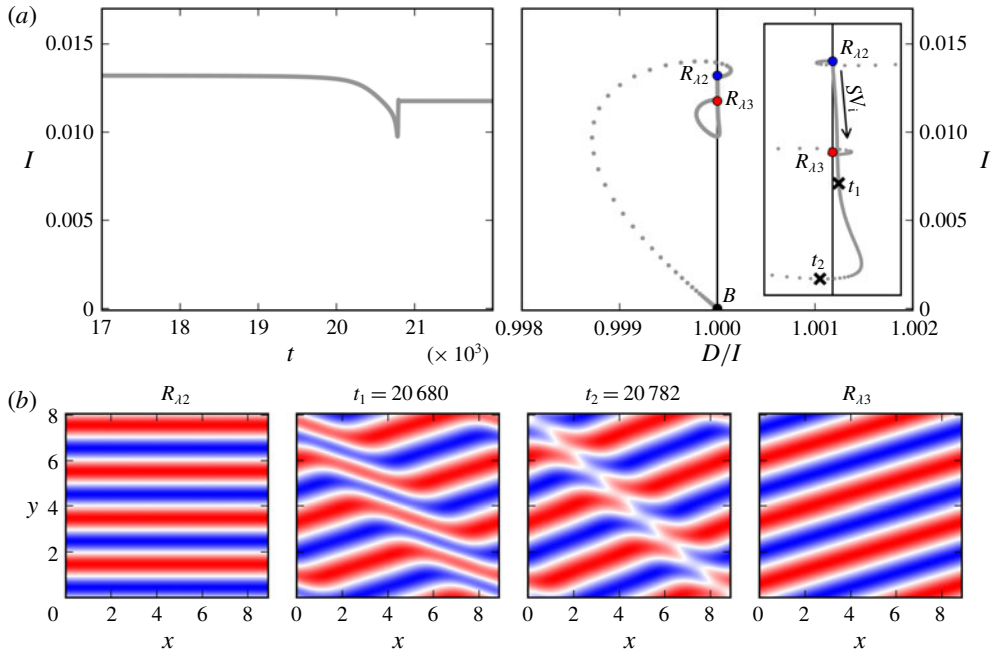 (a)
0.015
0.010
I
0.005
0
17
18
19
20
21
t
(× 10³)
R_λ2
R_λ3
B
0.998
0.999
1.000
1.001
1.002
D/I
R_λ2
SV_i
R_λ3
t₁
t₂
0.015
0.010
I
0.005
0
(b)
R_λ2
t₁ = 20 680
t₂ = 20 782
R_λ3
8
6
y
4
2
0
0 2 4 6 8
0 2 4 6 8
0 2 4 6 8
0 2 4 6 8
x
x
x
x